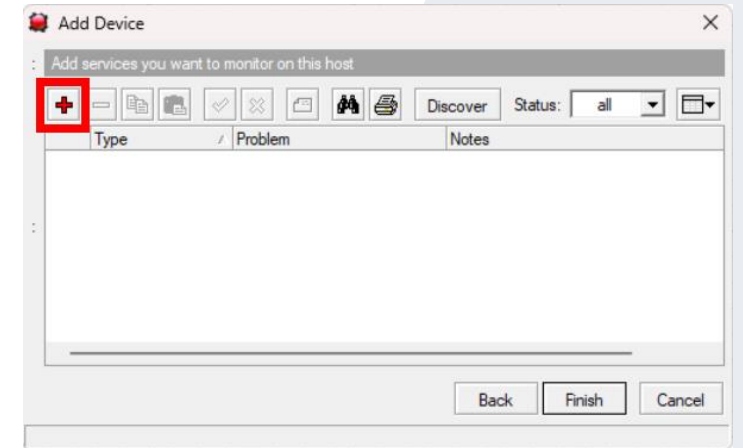 Add Device
Add services you want to monitor on this host
Discover Status: all
Type Problem Notes
Back Finish Cancel